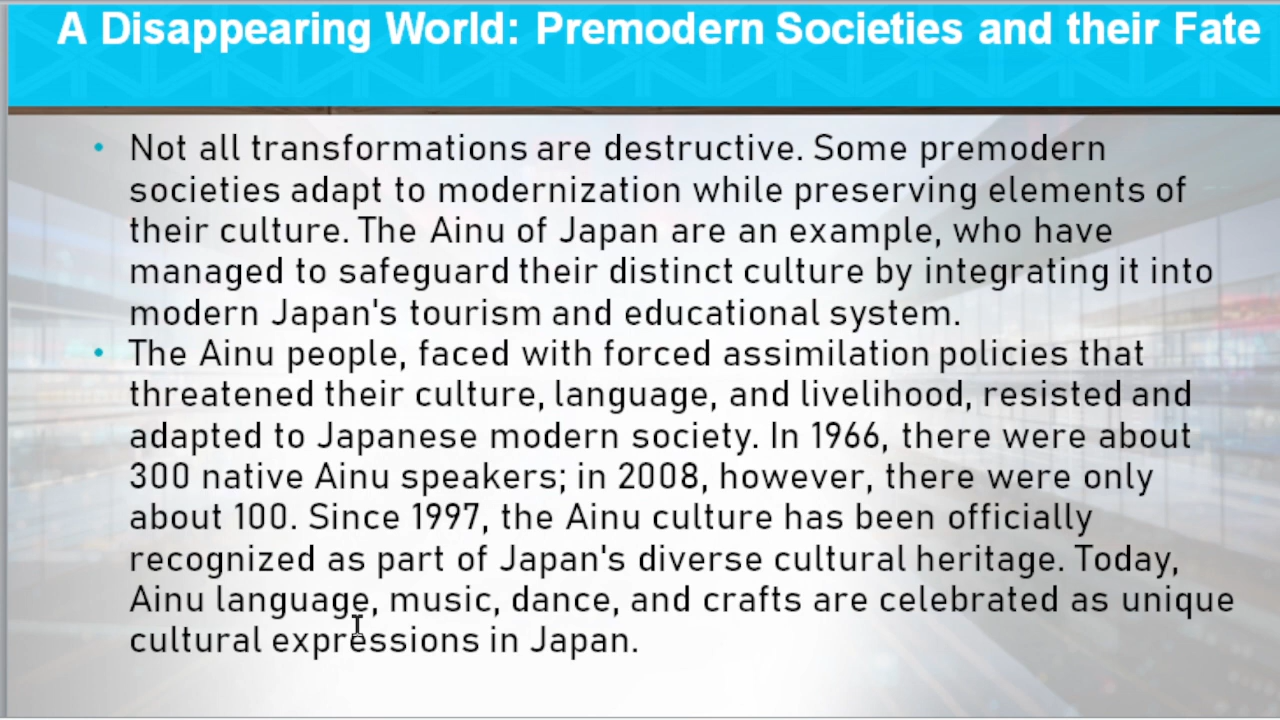 A Disappearing World: Premodern Societies and their Fate
• Not all transformations are destructive. Some premodern
societies adapt to modernization while preserving elements of
their culture. The Ainu of Japan are an example, who have
managed to safeguard their distinct culture by integrating it into
modern Japan's tourism and educational system.
• The Ainu people, faced with forced assimilation policies that
threatened their culture, language, and livelihood, resisted and
adapted to Japanese modern society. In 1966, there were about
300 native Ainu speakers; in 2008, however, there were only
about 100. Since 1997, the Ainu culture has been officially
recognized as part of Japan's diverse cultural heritage. Today,
Ainu language, music, dance, and crafts are celebrated as unique
cultural expressions in Japan.